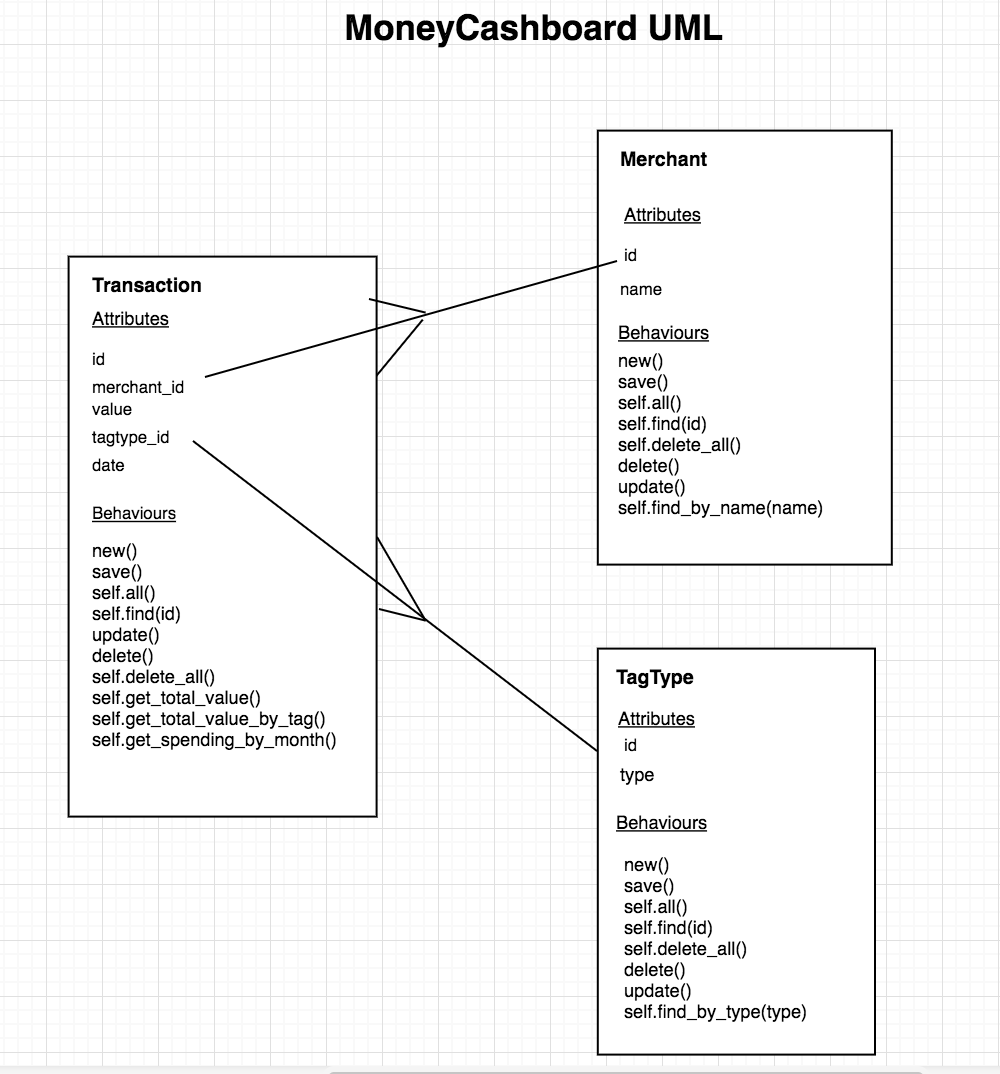 MoneyCashboard UML
Transaction
Attributes
id
merchant_id
value
tagtype_id
date
Behaviours
new()
save()
self.all()
self.find(id)
update()
delete()
self.delete_all()
self.get_total_value()
self.get_total_value_by_tag()
self.get_spending_by_month()
Merchant
Attributes
id
name
Behaviours
new()
save()
self.all()
self.find(id)
self.delete_all()
delete()
update()
self.find_by_name(name)
TagType
Attributes
id
type
Behaviours
new()
save()
self.all()
self.find(id)
self.delete_all()
delete()
update()
self.find_by_type(type)